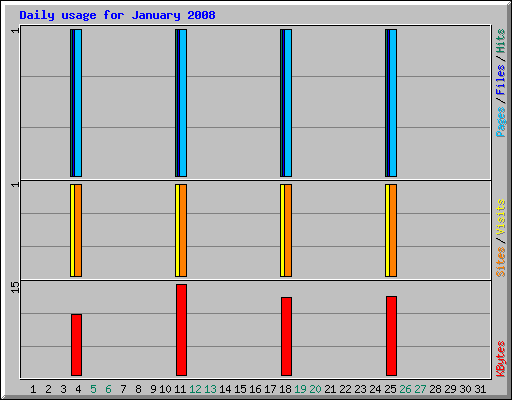 Daily usage for January 2008
1
Pages/Files/Hits
1
Sites/Visits
15
KBytes
1 2 3 4 5 6 7 8 9 10 11 12 13 14 15 16 17 18 19 20 21 22 23 24 25 26 27 28 29 30 31